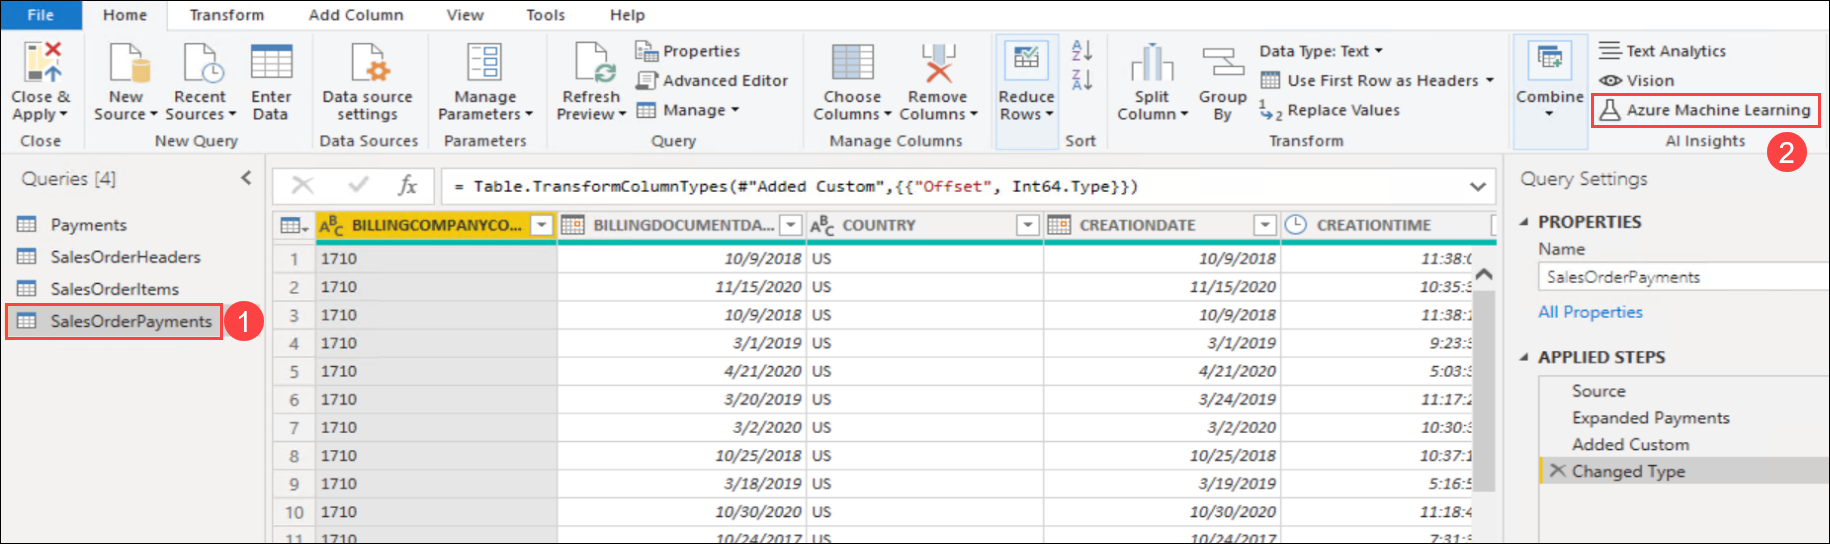 File Home Transform Add Column View Tools Help
Close & Apply
New Source
Recent Sources
Enter Data
Data source settings
Manage Parameters
Refresh Preview
Properties
Advanced Editor
Manage
Choose Columns
Remove Columns
Reduce Rows
Split Column
Group By
Data Type: Text
Use First Row as Headers
Replace Values
Combine
Text Analytics
Vision
Azure Machine Learning
Close New Query Data Sources Parameters Query Manage Columns Sort Transform AI Insights
2
Queries [4]
Payments
SalesOrderHeaders
SalesOrderItems
SalesOrderPayments
1
fx = Table.TransformColumnTypes(#"Added Custom",{{"Offset", Int64.Type}})
BILLINGCOMPANYCO... BILLINGDOCUMENTDA... COUNTRY CREATIONDATE CREATIONTIME
1 1710 10/9/2018 US 10/9/2018 11:38:
2 1710 11/15/2020 US 11/15/2020 10:35:
3 1710 10/9/2018 US 10/9/2018 11:38:
4 1710 3/1/2019 US 3/1/2019 9:23:
5 1710 4/21/2020 US 4/21/2020 5:03:
6 1710 3/20/2019 US 3/24/2019 11:17:
7 1710 3/2/2020 US 3/2/2020 10:30:
8 1710 10/25/2018 US 10/25/2018 10:37:
9 1710 3/18/2019 US 3/19/2019 5:16:
10 1710 10/30/2020 US 10/30/2020 11:18:
11 1710 10/24/2017 US 10/24/2017 7:31:
Query Settings
PROPERTIES
Name
SalesOrderPayments
All Properties
APPLIED STEPS
Source
Expanded Payments
Added Custom
Changed Type